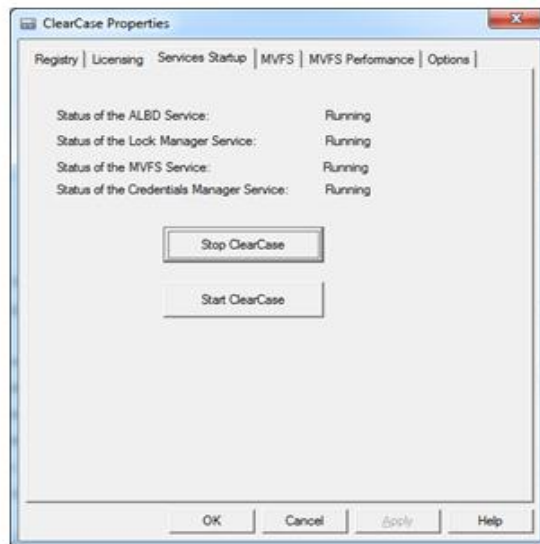 ClearCase Properties
Registry Licensing Services Startup MVFS MVFS Performance Options
Status of the ALBD Service: Running
Status of the Lock Manager Service: Running
Status of the MVFS Service: Running
Status of the Credentials Manager Service: Running
Stop ClearCase
Start ClearCase
OK Cancel Apply Help